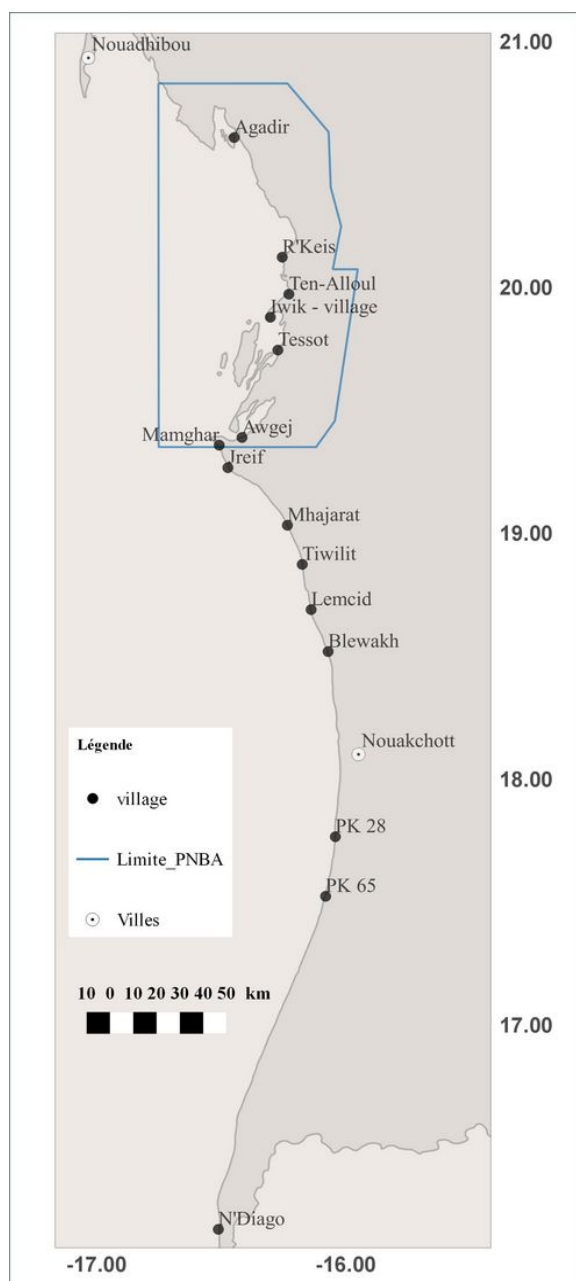 Nouadhibou
21.00
Agadir
R'Keis
20.00
Ten-Alloul
Iwik - village
Tessot
Awgej
Mamghar
Jreif
19.00
Mhajarat
Tiwilit
Lemcid
Blewakh
Nouakchott
18.00
Légende
village
Limite_PNBA
Villes
PK 28
PK 65
10 0 10 20 30 40 50 km
17.00
N'Diago
-17.00 -16.00